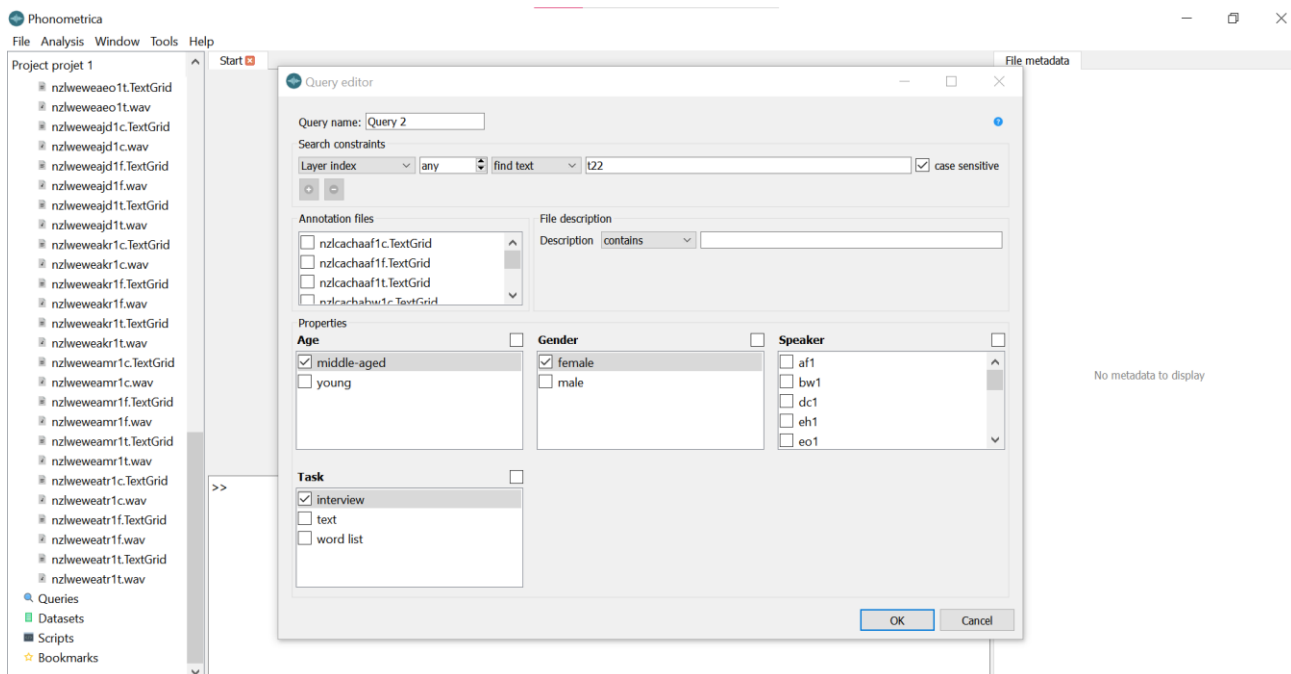 Phonometrica
File Analysis Window Tools Help
Project projet 1
nzlweweaeo1t.TextGrid
nzlweweaeo1t.wav
nzlweweajd1c.TextGrid
nzlweweajd1c.wav
nzlweweajd1f.TextGrid
nzlweweajd1f.wav
nzlweweajd1t.TextGrid
nzlweweajd1t.wav
nzlweweakr1c.TextGrid
nzlweweakr1c.wav
nzlweweakr1f.TextGrid
nzlweweakr1f.wav
nzlweweakr1t.TextGrid
nzlweweakr1t.wav
nzlweweamr1c.TextGrid
nzlweweamr1c.wav
nzlweweamr1f.TextGrid
nzlweweamr1f.wav
nzlweweamr1t.TextGrid
nzlweweamr1t.wav
nzlweweatr1c.TextGrid
nzlweweatr1c.wav
nzlweweatr1f.TextGrid
nzlweweatr1f.wav
nzlweweatr1t.TextGrid
nzlweweatr1t.wav
Queries
Datasets
Scripts
Bookmarks
Start
>>
Query editor
Query name: Query 2
Search constraints
Layer index any find text t22 case sensitive
Annotation files
nzlcachaaf1c.TextGrid
nzlcachaaf1f.TextGrid
nzlcachaaf1t.TextGrid
nzlcachabw1c.TextGrid
File description
Description contains
Properties
Age
middle-aged
young
Gender
female
male
Speaker
af1
bw1
dc1
eh1
eo1
Task
interview
text
word list
OK Cancel
File metadata
No metadata to display